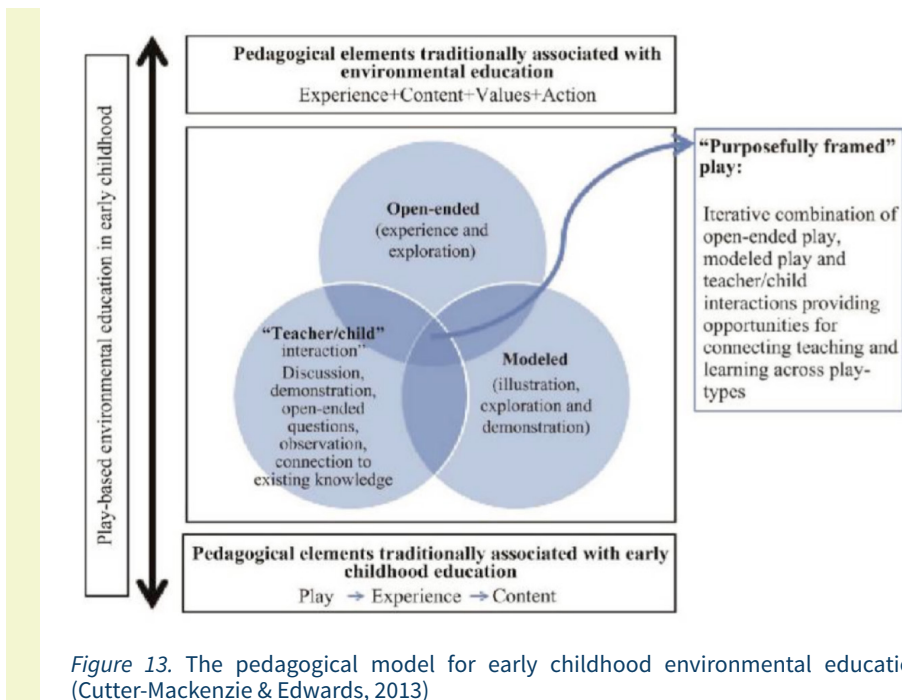 Play-based environmental education in early childhood
Pedagogical elements traditionally associated with
environmental education
Experience+Content+Values+Action
Open-ended
(experience and
exploration)
"Teacher/child"
interaction"
Discussion,
demonstration,
open-ended
questions,
observation,
connection to
existing knowledge
Modeled
(illustration,
exploration and
demonstration)
"Purposefully framed"
play:
Iterative combination of
open-ended play,
modeled play and
teacher/child
interactions providing
opportunities for
connecting teaching and
learning across play-
types
Pedagogical elements traditionally associated with early
childhood education
Play → Experience → Content
Figure 13. The pedagogical model for early childhood environmental educatio
(Cutter-Mackenzie & Edwards, 2013)